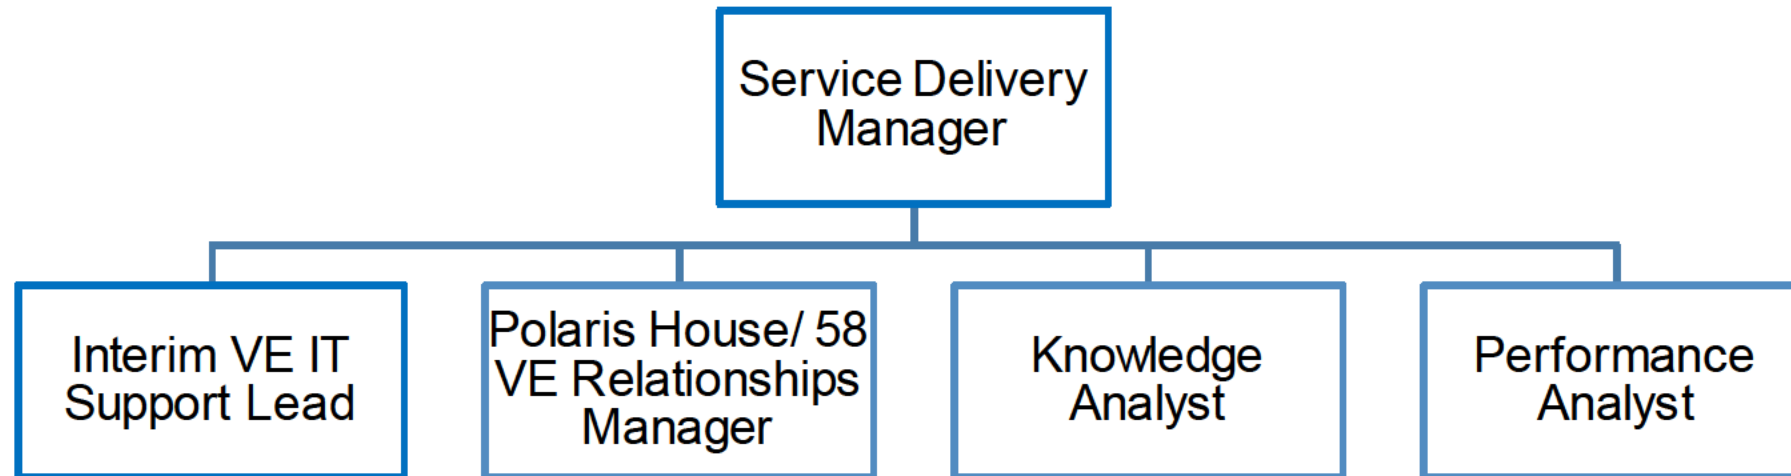 Service Delivery
Manager
Interim VE IT
Support Lead
Polaris House/ 58
VE Relationships
Manager
Knowledge
Analyst
Performance
Analyst